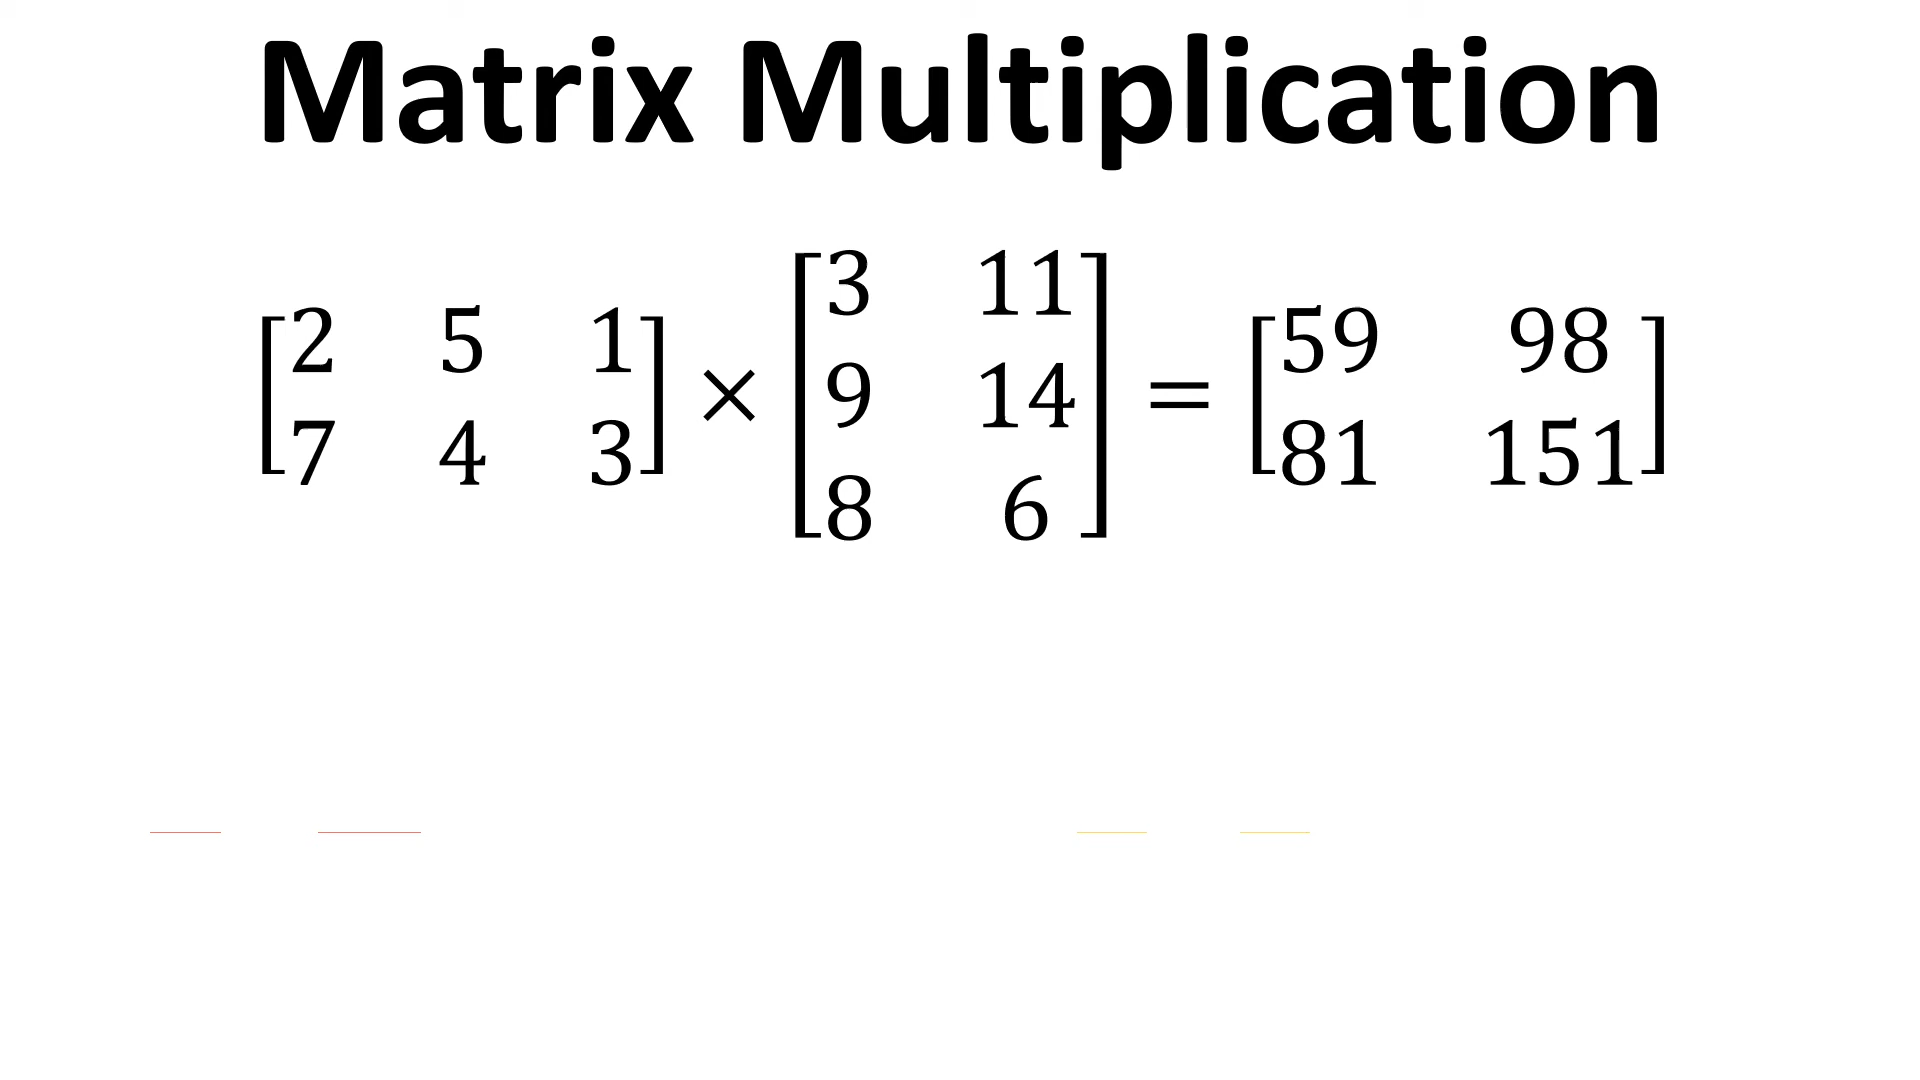 Matrix Multiplication
[2 5 1
7 4 3] × [3 11
9 14
8 6] = [59 98
81 151]